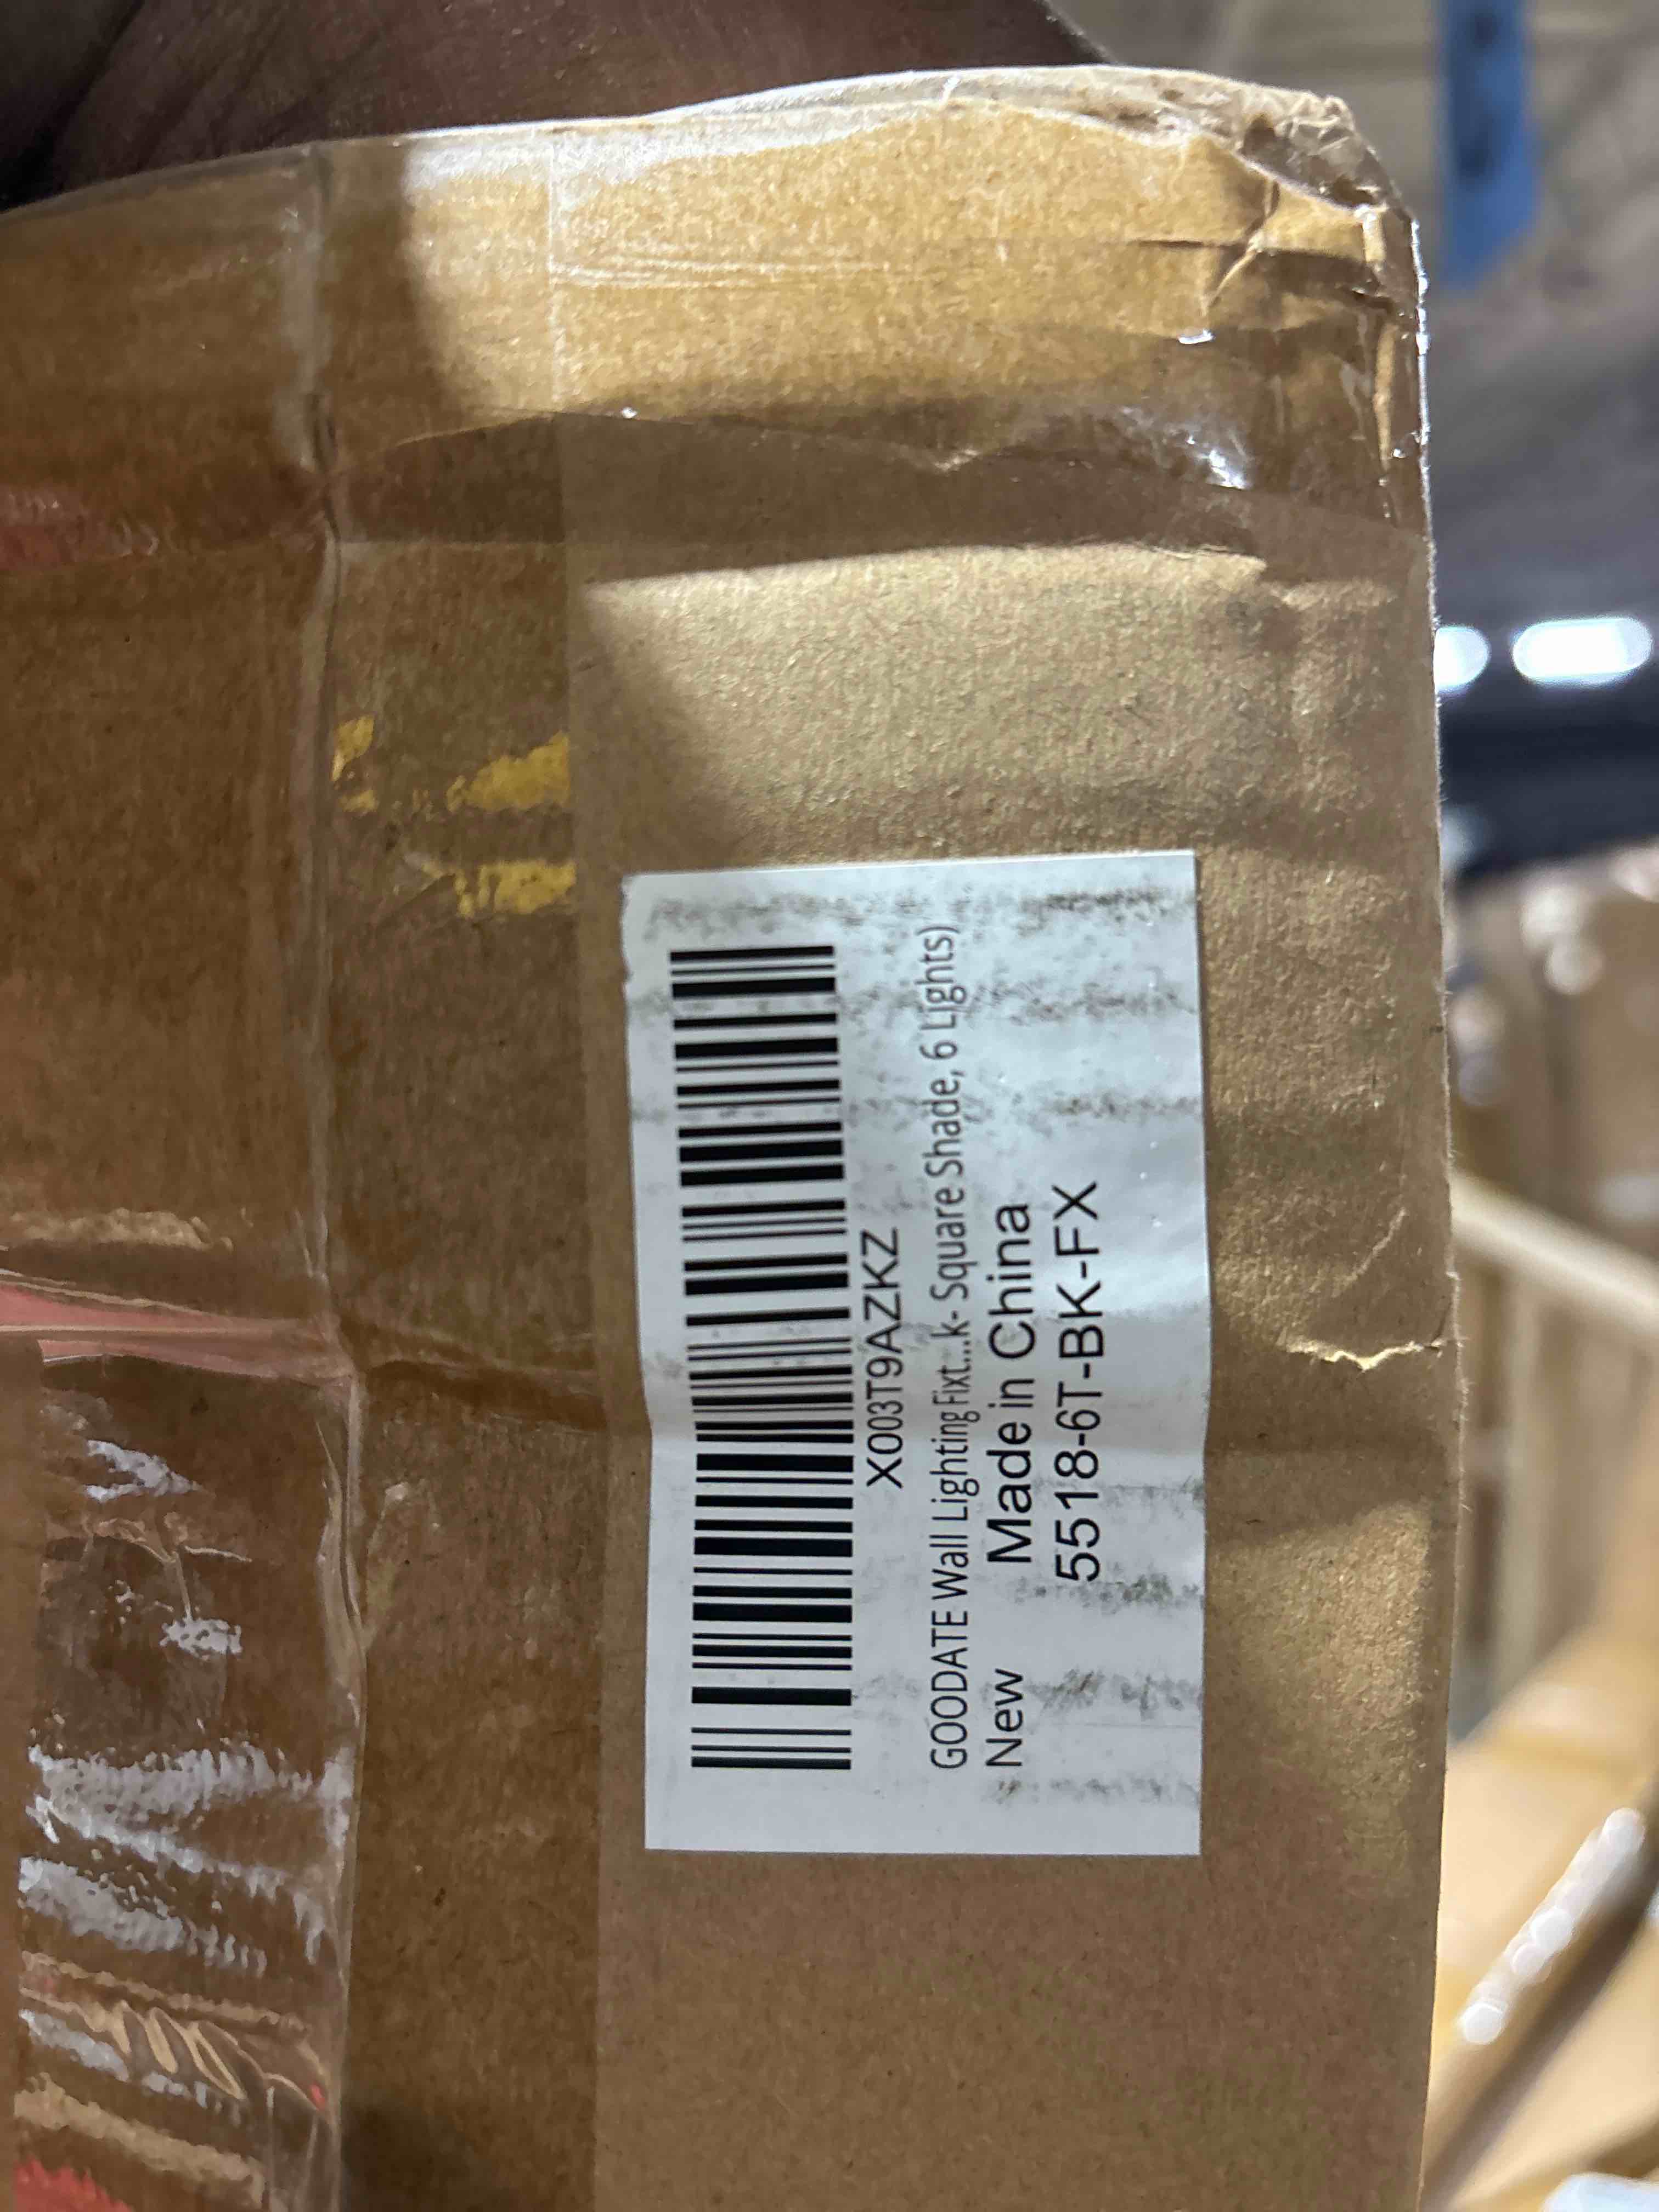 X003T9AZKZ
GOODATE Wall Lighting Fixt...k- Square Shade, 6 Lights)
New Made in China
5518-6T-BK-FX